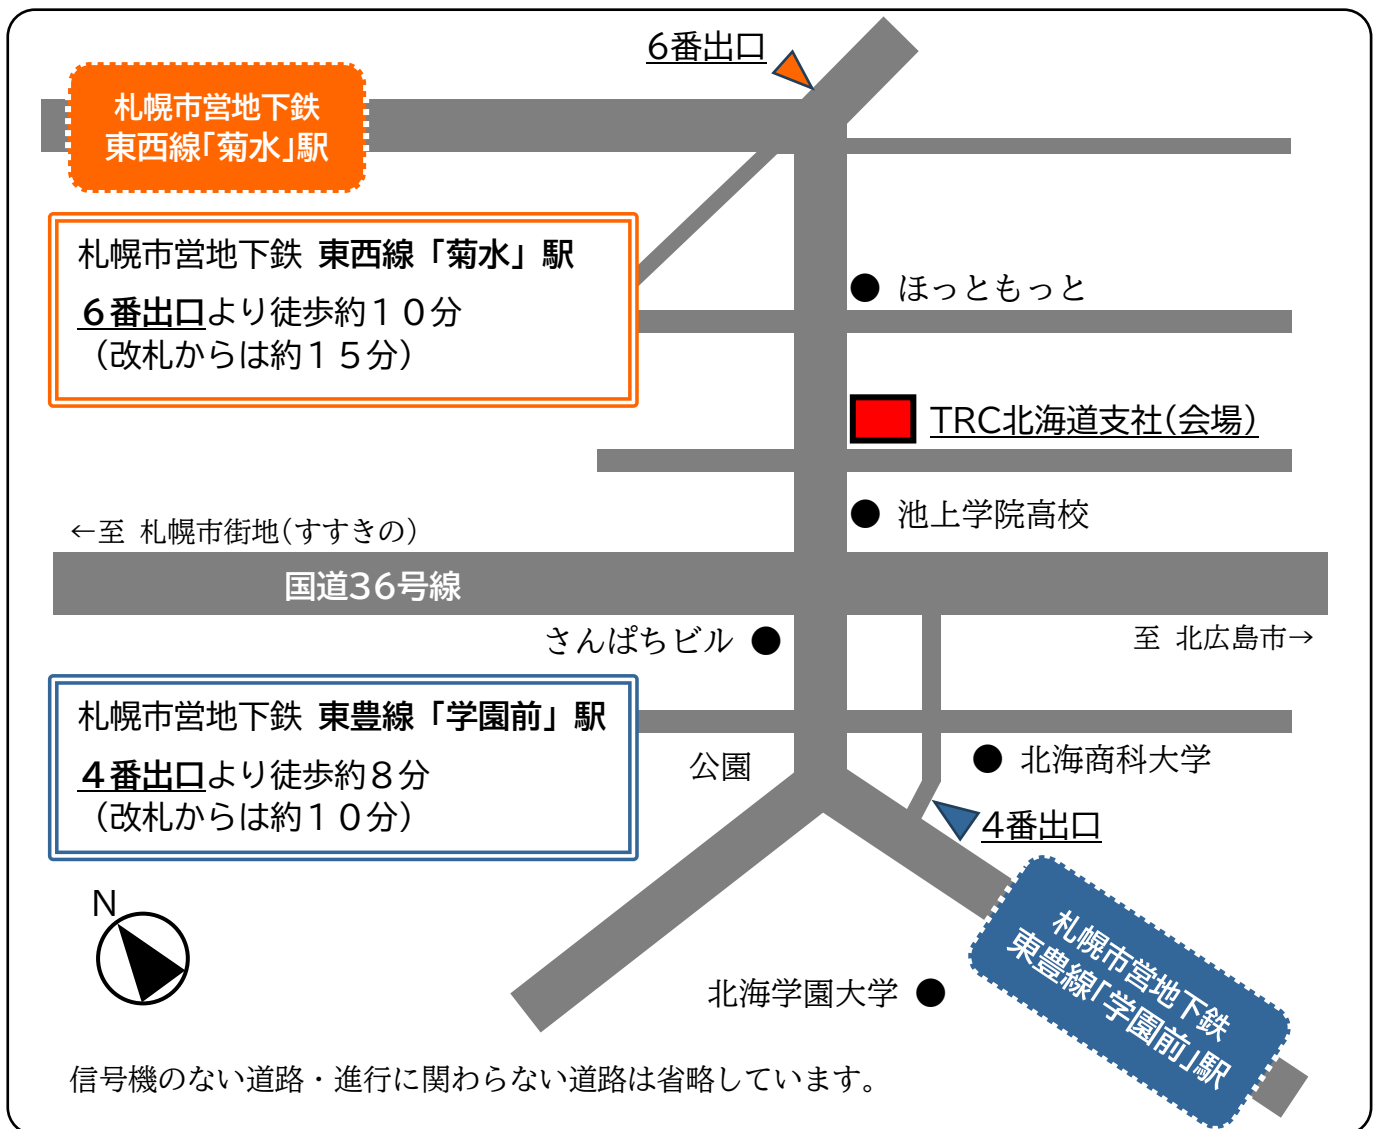 6番出口
札幌市営地下鉄
東西線「菊水」駅
札幌市営地下鉄 東西線「菊水」駅
6番出口より徒歩約10分
(改札からは約15分)
● ほっともっと
TRC北海道支社(会場)
● 池上学院高校
←至 札幌市街地(すすきの)
国道36号線
さんぱちビル ●
至 北広島市→
札幌市営地下鉄 東豊線「学園前」駅
4番出口より徒歩約8分
(改札からは約10分)
公園
● 北海商科大学
4番出口
N
札幌市営地下鉄
東豊線「学園前」駅
北海学園大学 ●
信号機のない道路・進行に関わらない道路は省略しています。